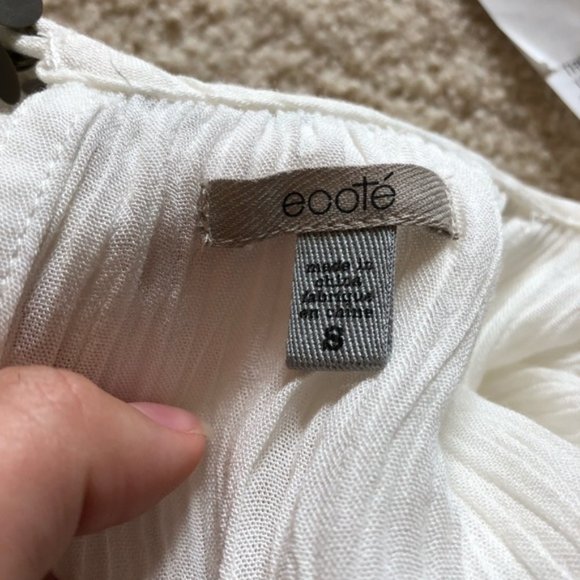 ecoté
made in
china
fabriqué
en chine
S